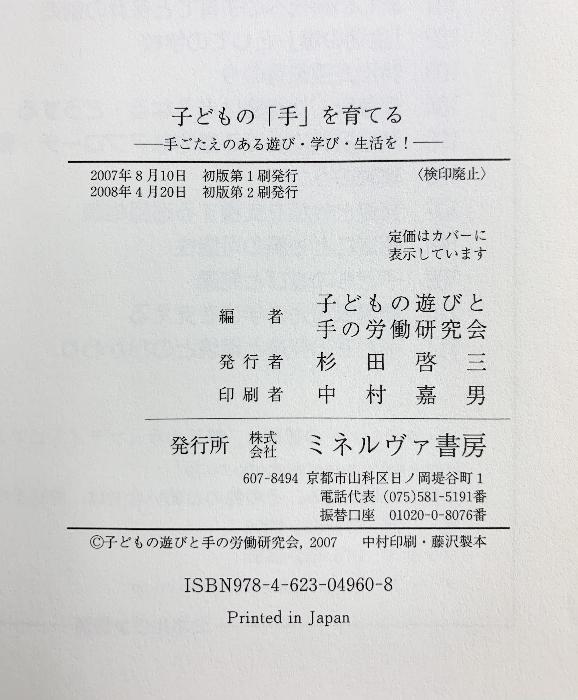 子どもの「手」を育てる
——手ごたえのある遊び・学び・生活を！——
2007年8月10日 初版第1刷発行 〈検印廃止〉
2008年4月20日 初版第2刷発行
定価はカバーに
表示しています
編者 子どもの遊びと
手の労働研究会
発行者 杉田啓三
印刷者 中村嘉男
発行所 株式会社 ミネルヴァ書房
607-8494 京都市山科区日ノ岡堤谷町1
電話代表 (075)581-5191番
振替口座 01020-0-8076番
©子どもの遊びと手の労働研究会, 2007 中村印刷・藤沢製本
ISBN978-4-623-04960-8
Printed in Japan